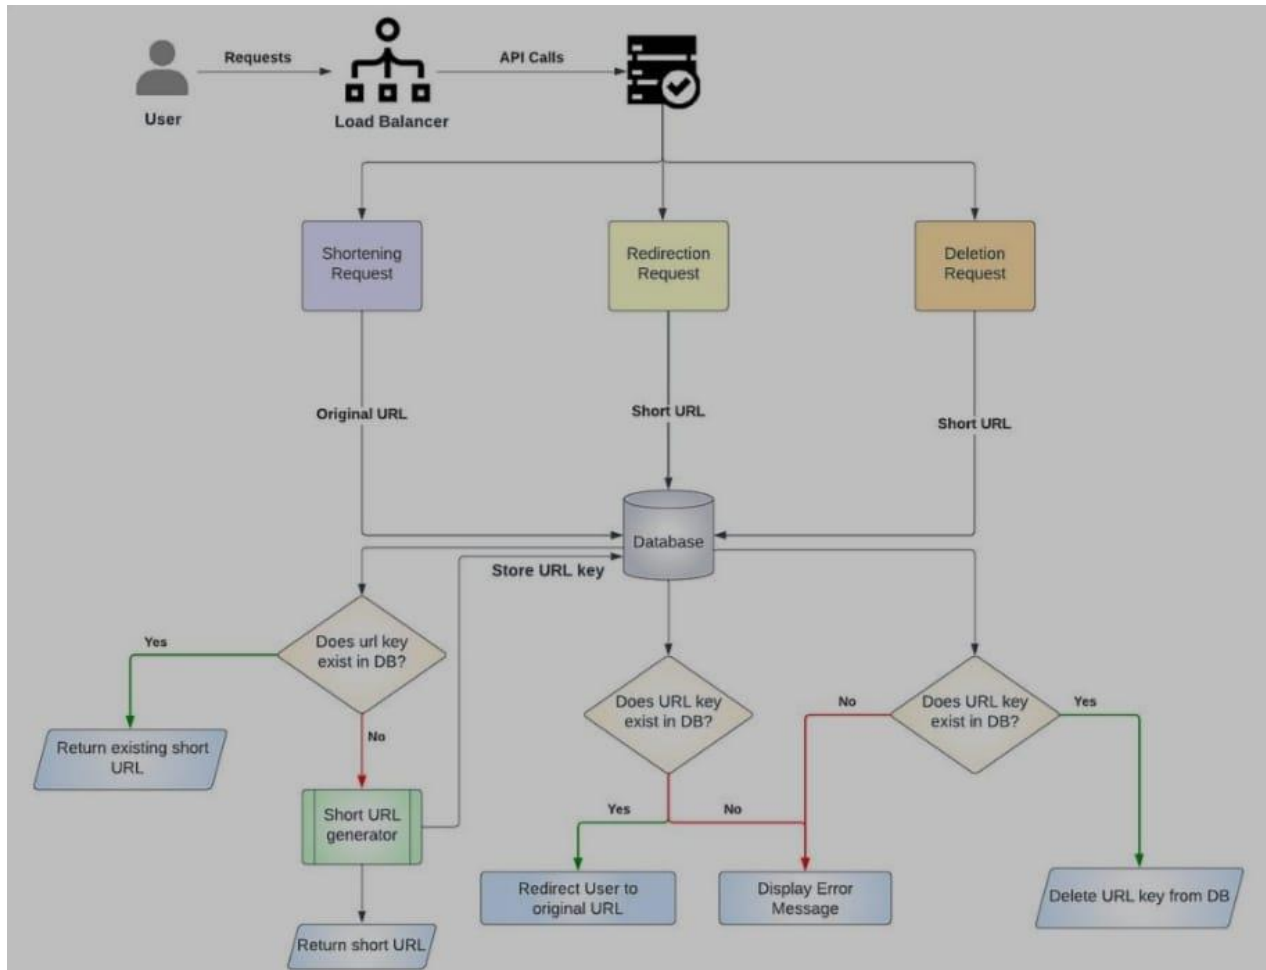 Requests
API Calls
User
Load Balancer
Shortening
Request
Redirection
Request
Deletion
Request
Original URL
Short URL
Short URL
Database
Store URL key
Yes
Does url key
exist in DB?
No
Return existing short
URL
Short URL
generator
Return short URL
Does URL key
exist in DB?
Yes
No
Redirect User to
original URL
Display Error
Message
No
Does URL key
exist in DB?
Yes
Delete URL key from DB